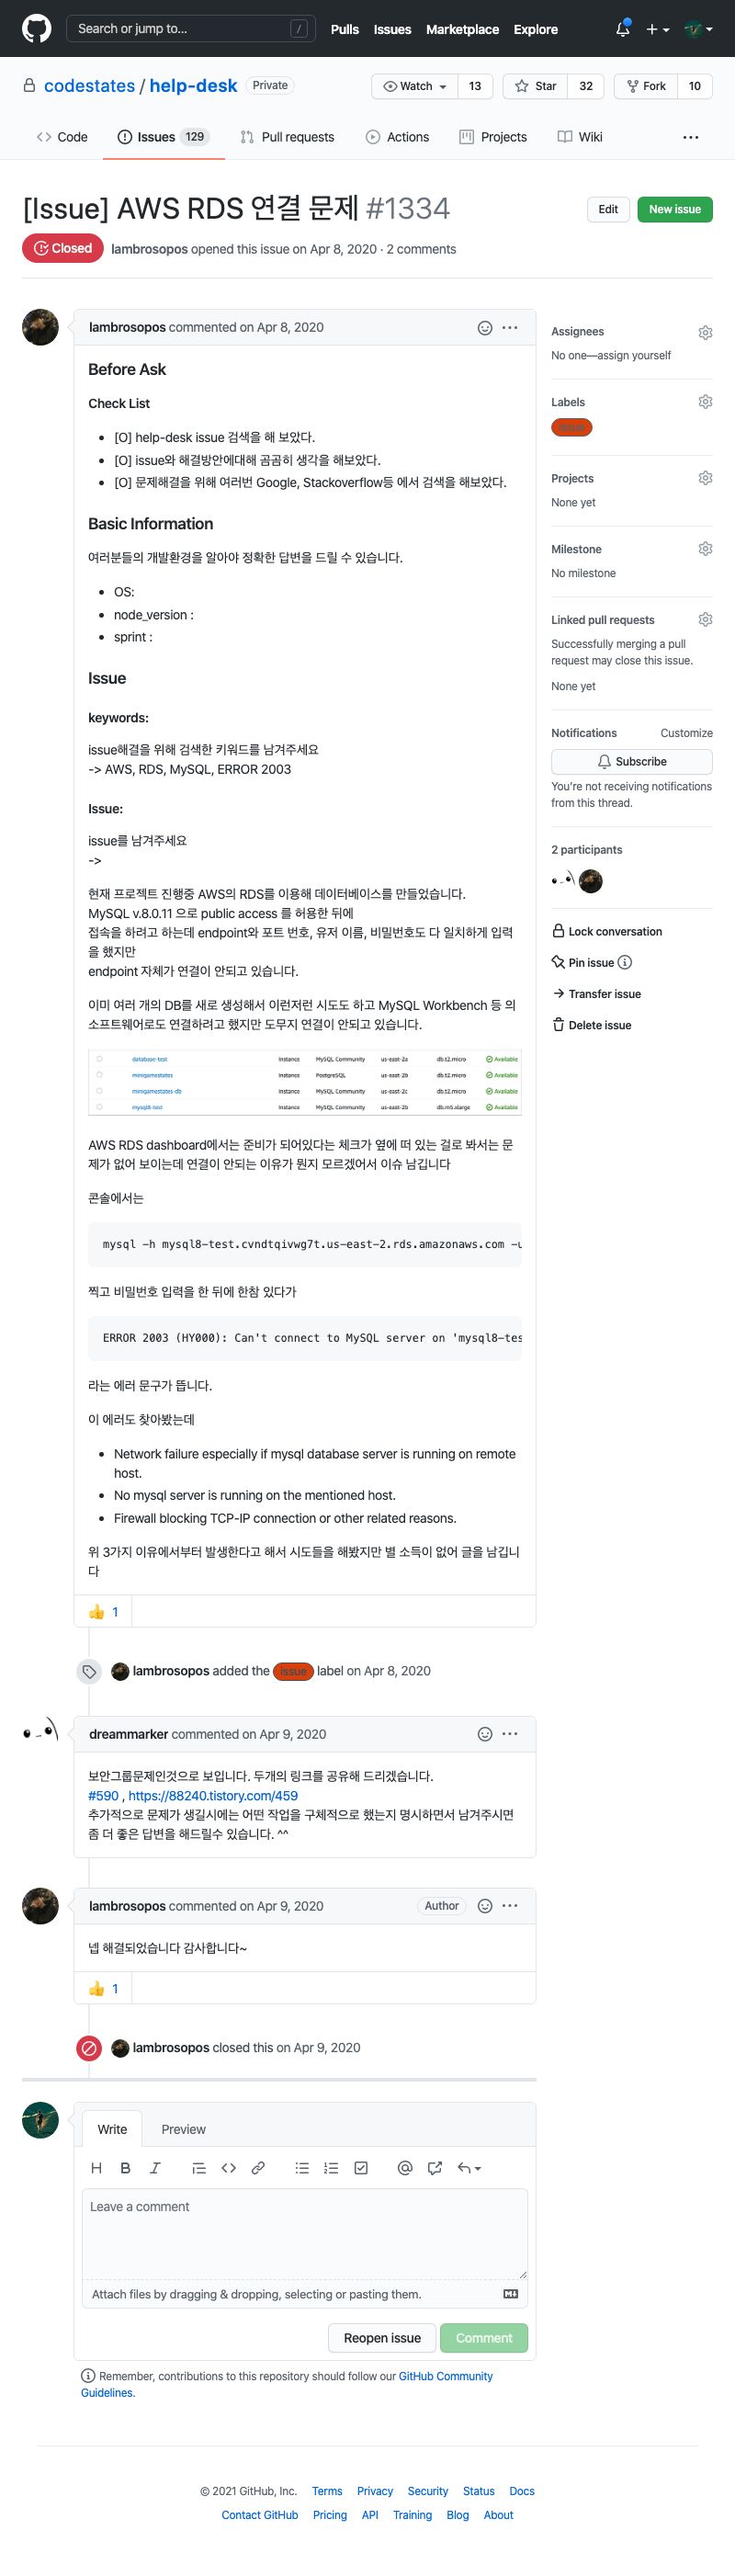 Search or jump to... /
Pulls Issues Marketplace Explore
codestates / help-desk Private
Watch 13 Star 32 Fork 10
Code Issues 129 Pull requests Actions Projects Wiki ...
[Issue] AWS RDS 연결 문제 #1334
Edit New issue
Closed lambrosopos opened this issue on Apr 8, 2020 · 2 comments
lambrosopos commented on Apr 8, 2020
Before Ask
Check List
• [O] help-desk issue 검색을 해 보았다.
• [O] issue와 해결방안에대해 곰곰히 생각을 해보았다.
• [O] 문제해결을 위해 여러번 Google, Stackoverflow등 에서 검색을 해보았다.
Basic Information
여러분들의 개발환경을 알아야 정확한 답변을 드릴 수 있습니다.
• OS:
• node_version :
• sprint :
Issue
keywords:
issue해결을 위해 검색한 키워드를 남겨주세요
-> AWS, RDS, MySQL, ERROR 2003
Issue:
issue를 남겨주세요
->
현재 프로젝트 진행중 AWS의 RDS를 이용해 데이터베이스를 만들었습니다.
MySQL v.8.0.11 으로 public access 를 허용한 뒤에
접속을 하려고 하는데 endpoint와 포트 번호, 유저 이름, 비밀번호도 다 일치하게 입력
을 했지만
endpoint 자체가 연결이 안되고 있습니다.
이미 여러 개의 DB를 새로 생성해서 이런저런 시도도 하고 MySQL Workbench 등 의
소프트웨어로도 연결하려고 했지만 도무지 연결이 안되고 있습니다.
database-test Instance MySQL Community us-east-2a db.t2.micro Available
minigamestates Instance PostgreSQL us-east-2b db.t2.micro Available
minigamestates-db Instance MySQL Community us-east-2c db.t2.micro Available
mysql8-test Instance MySQL Community us-east-2b db.m5.xlarge Available
AWS RDS dashboard에서는 준비가 되어있다는 체크가 옆에 떠 있는 걸로 봐서는 문
제가 없어 보이는데 연결이 안되는 이유가 뭔지 모르겠어서 이슈 남깁니다
콘솔에서는
mysql -h mysql8-test.cvndtqivwg7t.us-east-2.rds.amazonaws.com -u
찍고 비밀번호 입력을 한 뒤에 한참 있다가
ERROR 2003 (HY000): Can't connect to MySQL server on 'mysql8-tes
라는 에러 문구가 뜹니다.
이 에러도 찾아봤는데
• Network failure especially if mysql database server is running on remote
host.
• No mysql server is running on the mentioned host.
• Firewall blocking TCP-IP connection or other related reasons.
위 3가지 이유에서부터 발생한다고 해서 시도들을 해봤지만 별 소득이 없어 글을 남깁니
다
👍 1
lambrosopos added the issue label on Apr 8, 2020
dreammarker commented on Apr 9, 2020
보안그룹문제인것으로 보입니다. 두개의 링크를 공유해 드리겠습니다.
#590 , https://88240.tistory.com/459
추가적으로 문제가 생길시에는 어떤 작업을 구체적으로 했는지 명시하면서 남겨주시면
좀 더 좋은 답변을 해드릴수 있습니다. ^^
lambrosopos commented on Apr 9, 2020 Author
넵 해결되었습니다 감사합니다~
👍 1
lambrosopos closed this on Apr 9, 2020
Write Preview
Leave a comment
Attach files by dragging & dropping, selecting or pasting them.
Reopen issue Comment
Remember, contributions to this repository should follow our GitHub Community
Guidelines.
Assignees
No one—assign yourself
Labels
issue
Projects
None yet
Milestone
No milestone
Linked pull requests
Successfully merging a pull
request may close this issue.
None yet
Notifications Customize
Subscribe
You're not receiving notifications
from this thread.
2 participants
Lock conversation
Pin issue
Transfer issue
Delete issue
© 2021 GitHub, Inc. Terms Privacy Security Status Docs
Contact GitHub Pricing API Training Blog About